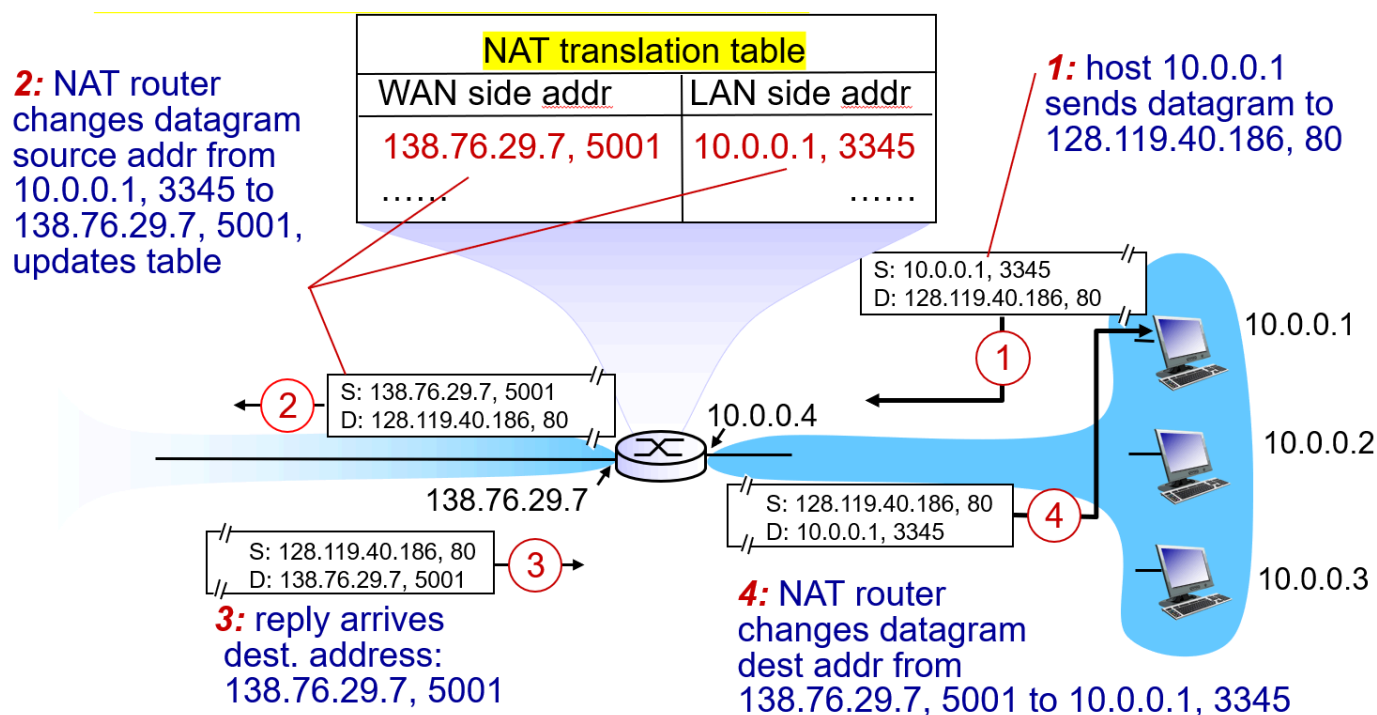 NAT translation table
WAN side addr
LAN side addr
138.76.29.7, 5001
10.0.0.1, 3345
……
……
2: NAT router
changes datagram
source addr from
10.0.0.1, 3345 to
138.76.29.7, 5001,
updates table
1: host 10.0.0.1
sends datagram to
128.119.40.186, 80
S: 10.0.0.1, 3345
D: 128.119.40.186, 80
1
10.0.0.1
2
S: 138.76.29.7, 5001
D: 128.119.40.186, 80
10.0.0.4
10.0.0.2
138.76.29.7
S: 128.119.40.186, 80
D: 10.0.0.1, 3345
4
S: 128.119.40.186, 80
D: 138.76.29.7, 5001
3
10.0.0.3
3: reply arrives
dest. address:
138.76.29.7, 5001
4: NAT router
changes datagram
dest addr from
138.76.29.7, 5001 to 10.0.0.1, 3345